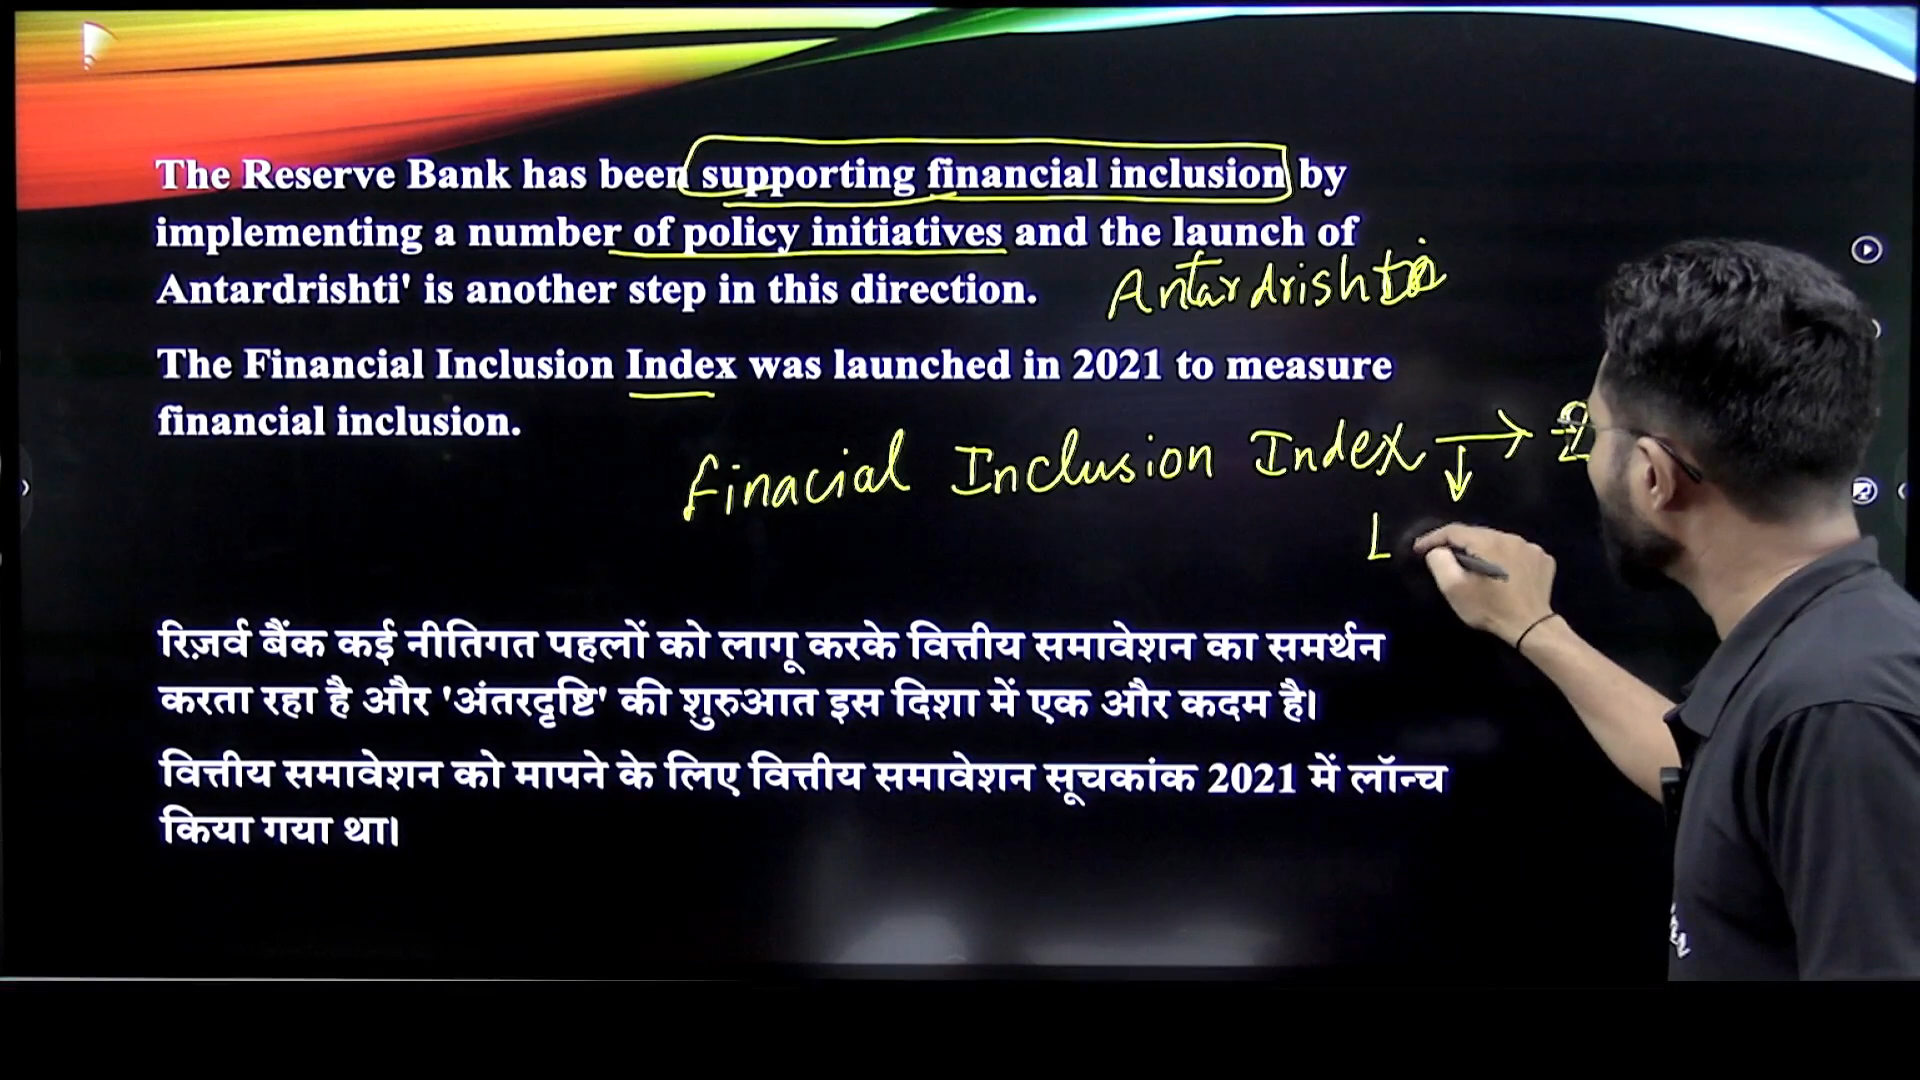 The Reserve Bank has been supporting financial inclusion by
implementing a number of policy initiatives and the launch of
Antardrishti' is another step in this direction.
Antardrishti
The Financial Inclusion Index was launched in 2021 to measure
financial inclusion.
Finacial Inclusion Index
L
रिज़र्व बैंक कई नीतिगत पहलों को लागू करके वित्तीय समावेशन का समर्थन
करता रहा है और 'अंतरदृष्टि' की शुरुआत इस दिशा में एक और कदम है।
वित्तीय समावेशन को मापने के लिए वित्तीय समावेशन सूचकांक 2021 में लॉन्च
किया गया था।